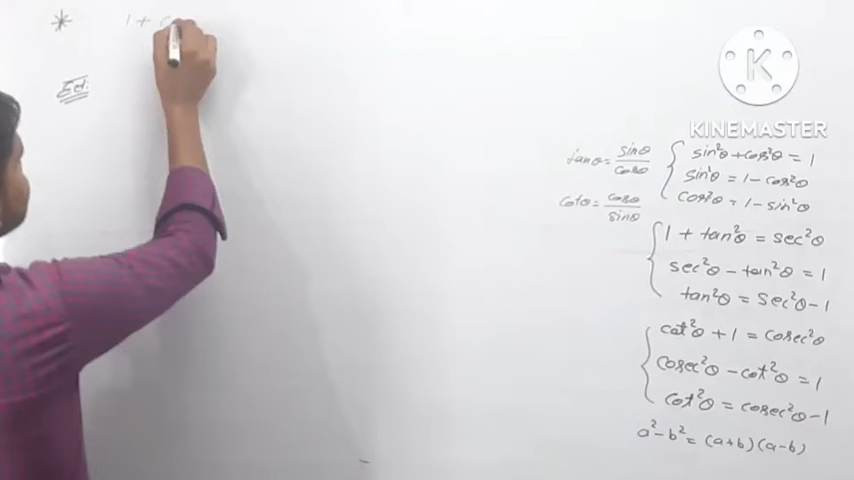 * 1 +
हल:
K
KINEMASTER
tanθ = sinθ/cosθ
cotθ = cosθ/sinθ
sin²θ + cos²θ = 1
sin²θ = 1 - cos²θ
cos²θ = 1 - sin²θ
1 + tan²θ = sec²θ
sec²θ - tan²θ = 1
tan²θ = sec²θ - 1
cot²θ + 1 = cosec²θ
cosec²θ - cot²θ = 1
cot²θ = cosec²θ - 1
a² - b² = (a+b)(a-b)